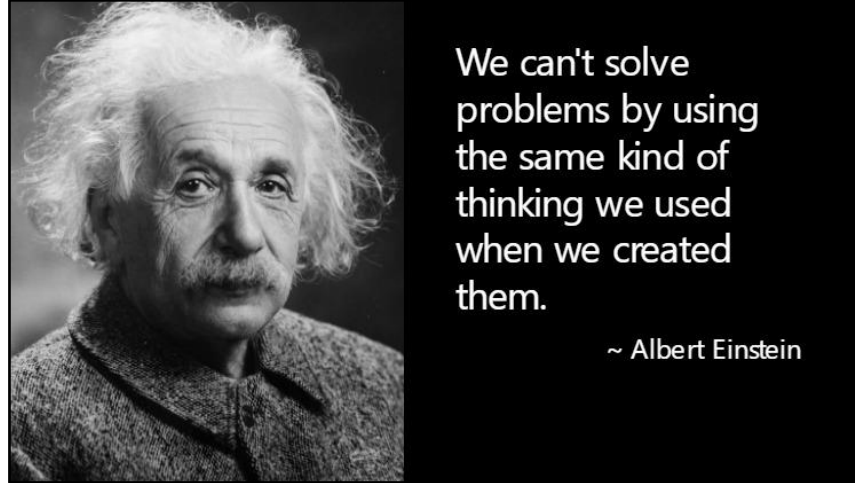 We can't solve
problems by using
the same kind of
thinking we used
when we created
them.
~ Albert Einstein